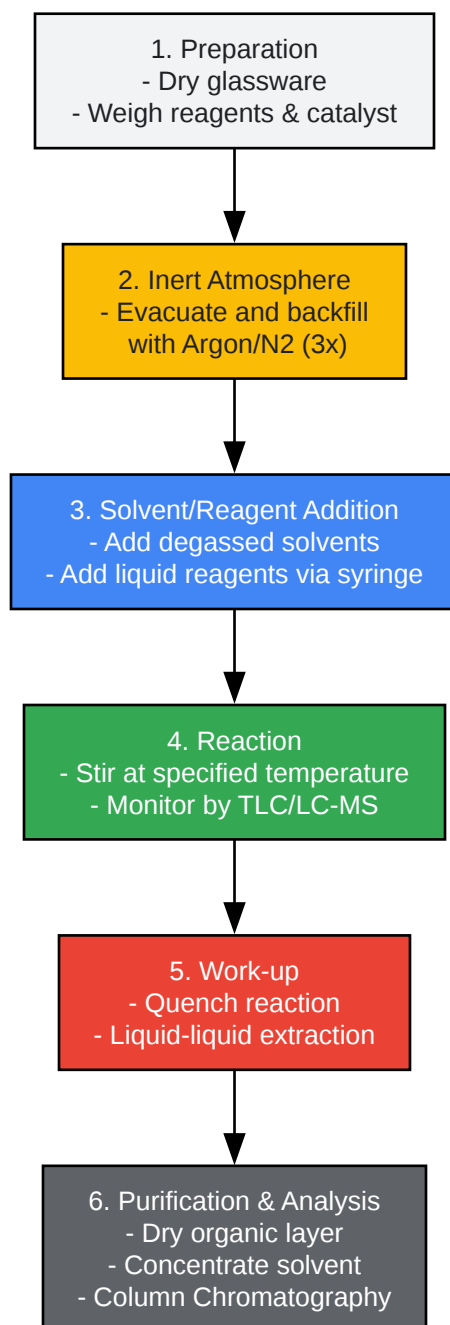 1. Preparation
- Dry glassware
- Weigh reagents & catalyst
2. Inert Atmosphere
- Evacuate and backfill
with Argon/N2 (3x)
3. Solvent/Reagent Addition
- Add degassed solvents
- Add liquid reagents via syringe
4. Reaction
- Stir at specified temperature
- Monitor by TLC/LC-MS
5. Work-up
- Quench reaction
- Liquid-liquid extraction
6. Purification & Analysis
- Dry organic layer
- Concentrate solvent
- Column Chromatography